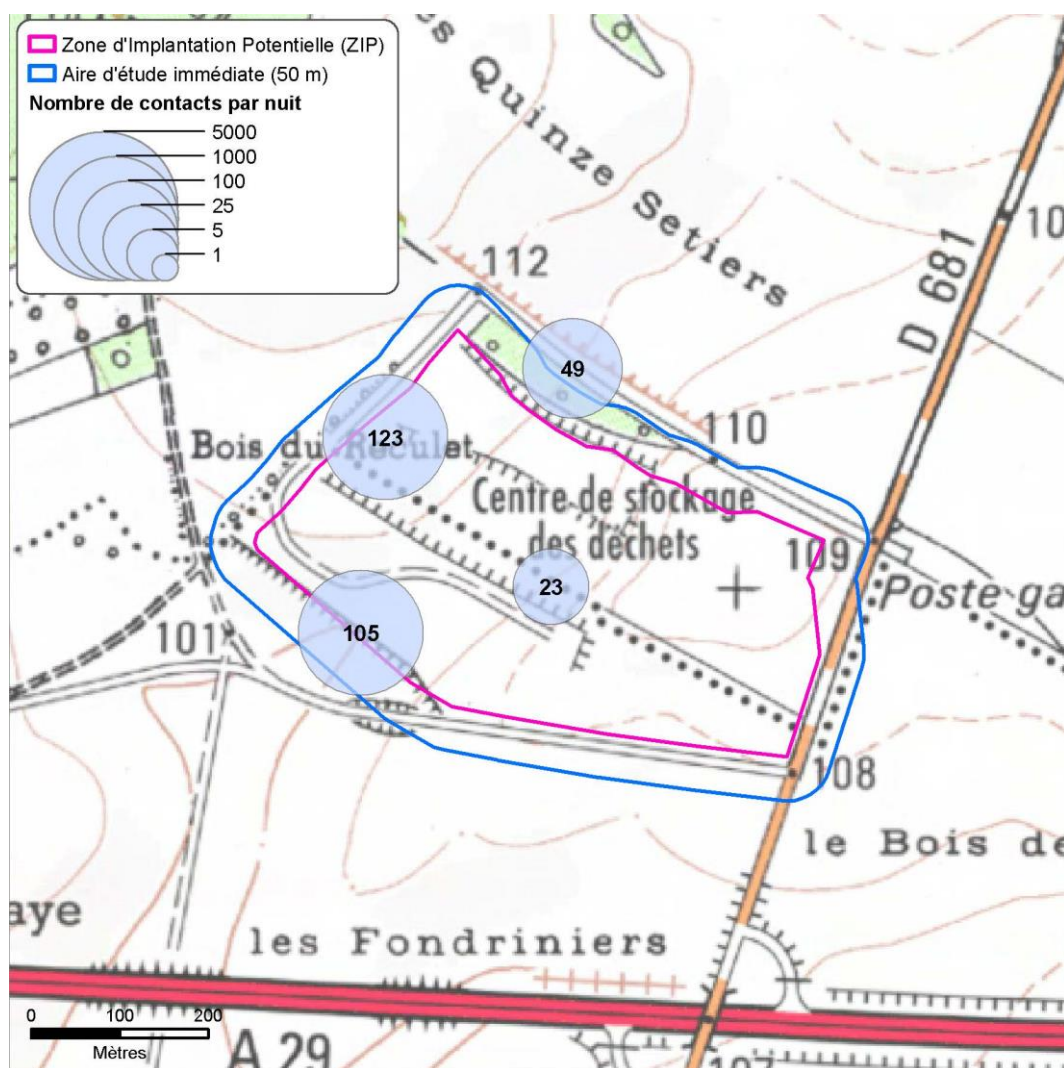 Zone d'Implantation Potentielle (ZIP)
Aire d'étude immédiate (50 m)
Nombre de contacts par nuit
5000
1000
100
25
5
1
Quinze Setiers
112
D 681
49
110
123
Bois du Reculet
Centre de stockage
des déchets
109
23
Poste ga
105
101
108
le Bois de
aye
les Fondriniers
0 100 200
Mètres
A 29